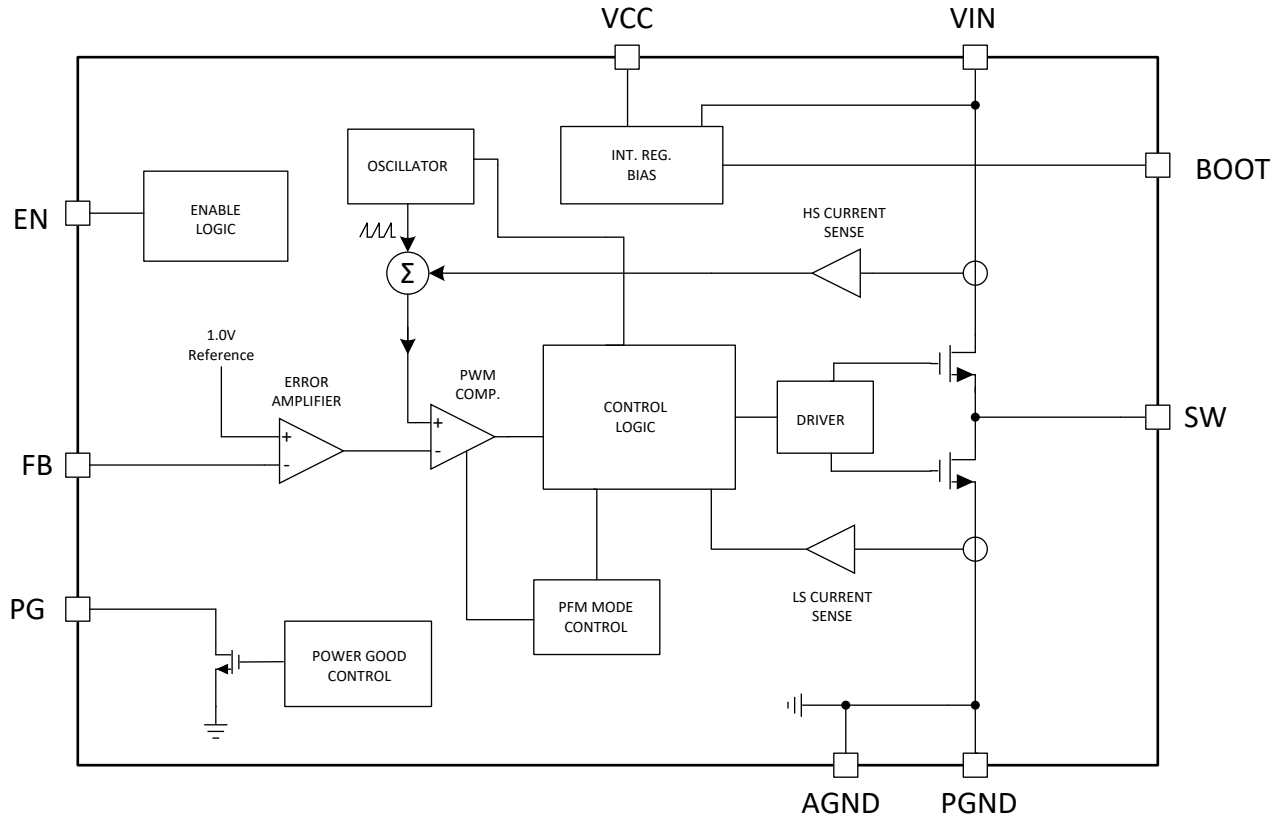 VCC
VIN
OSCILLATOR
INT. REG.
BIAS
BOOT
EN
ENABLE
LOGIC
HS CURRENT
SENSE
Σ
1.0V
Reference
ERROR
AMPLIFIER
PWM
COMP.
+
-
+
-
CONTROL
LOGIC
DRIVER
SW
FB
PG
POWER GOOD
CONTROL
PFM MODE
CONTROL
LS CURRENT
SENSE
AGND
PGND